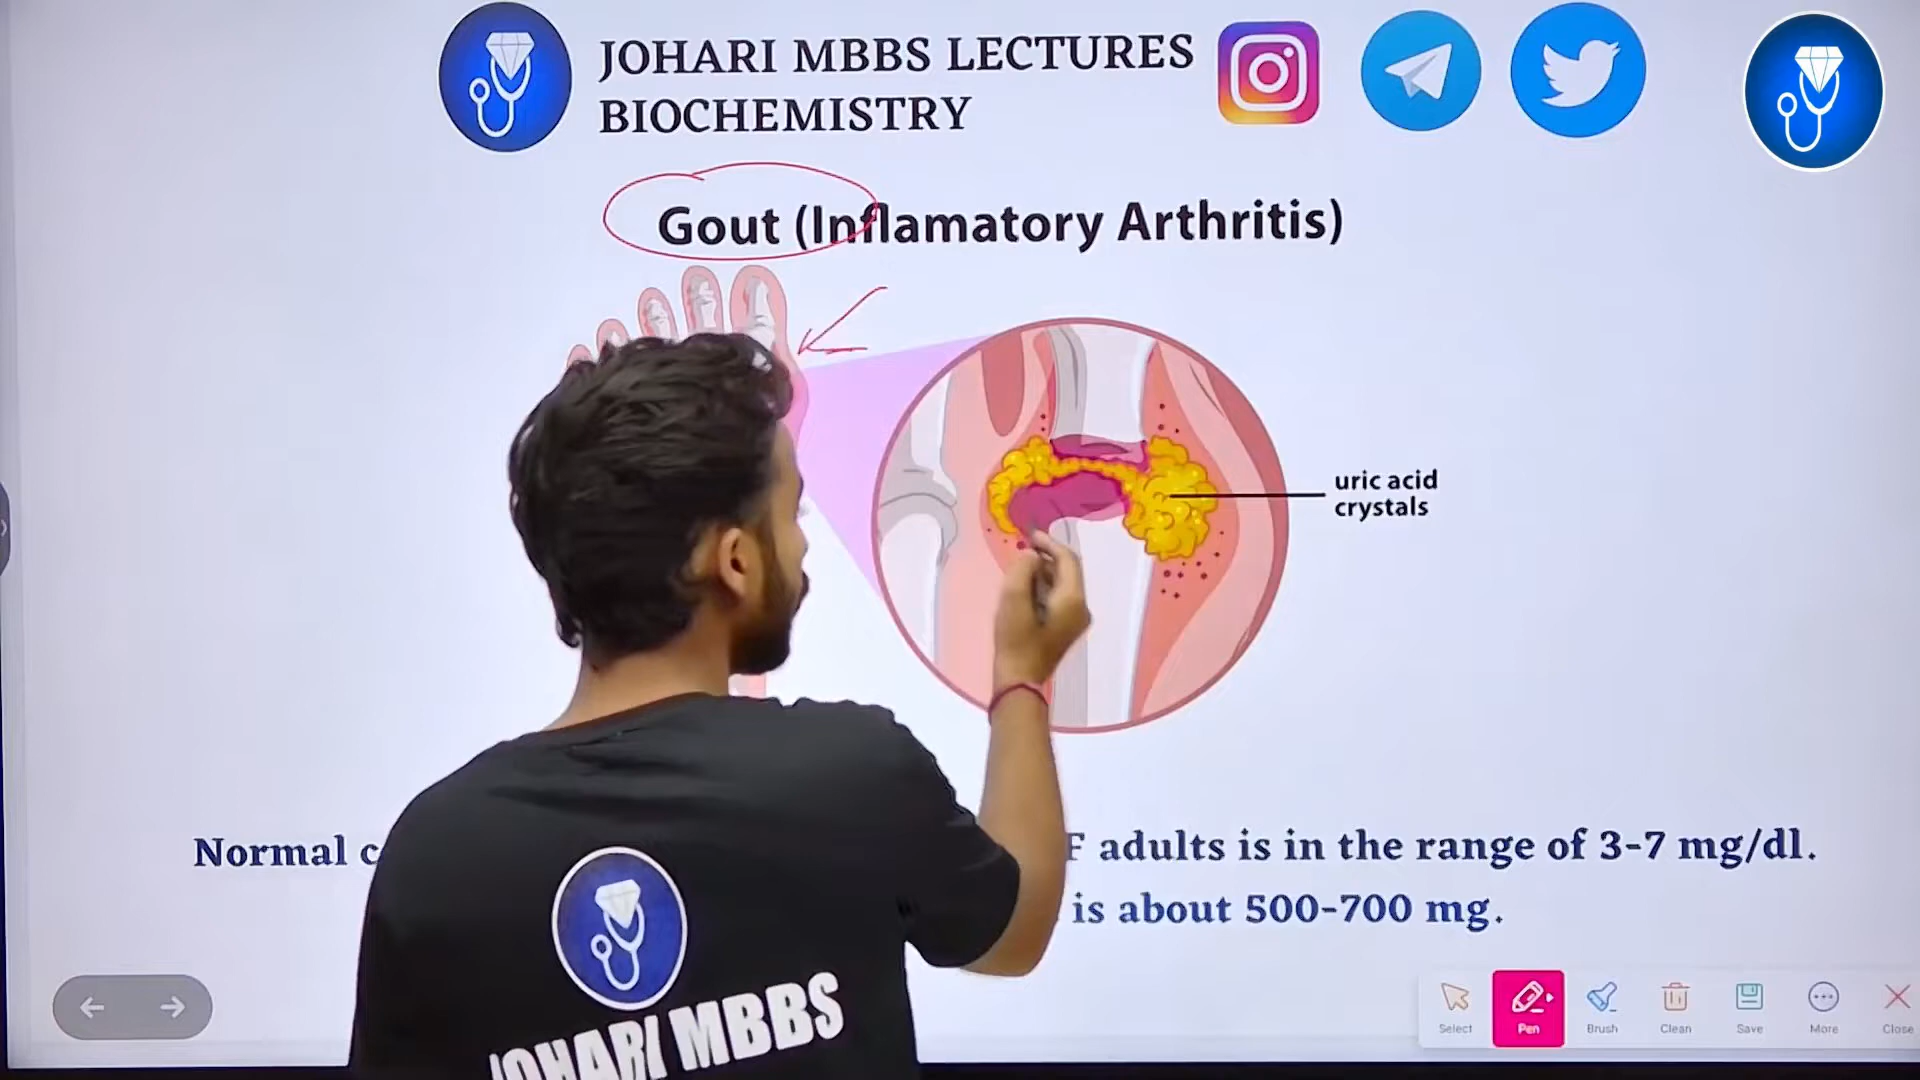 JOHARI MBBS LECTURES
BIOCHEMISTRY
Gout (Inflamatory Arthritis)
uric acid
crystals
Normal
adults is in the range of 3-7 mg/dl.
is about 500-700 mg.
JOHARI MBBS
Select
Pen
Brush
Clean
Save
More
Close